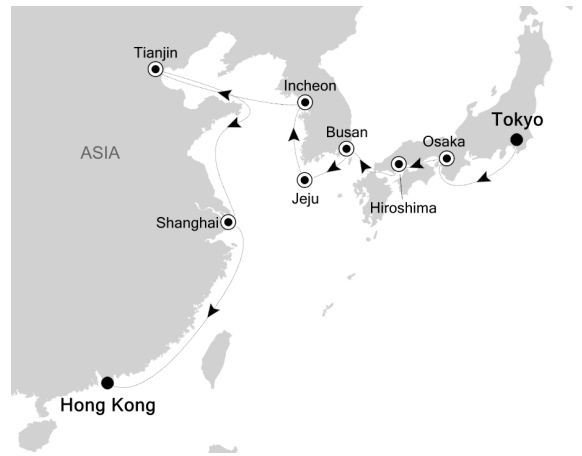 Tianjin
Incheon
Tokyo
Busan
Osaka
ASIA
Jeju
Hiroshima
Shanghai
Hong Kong